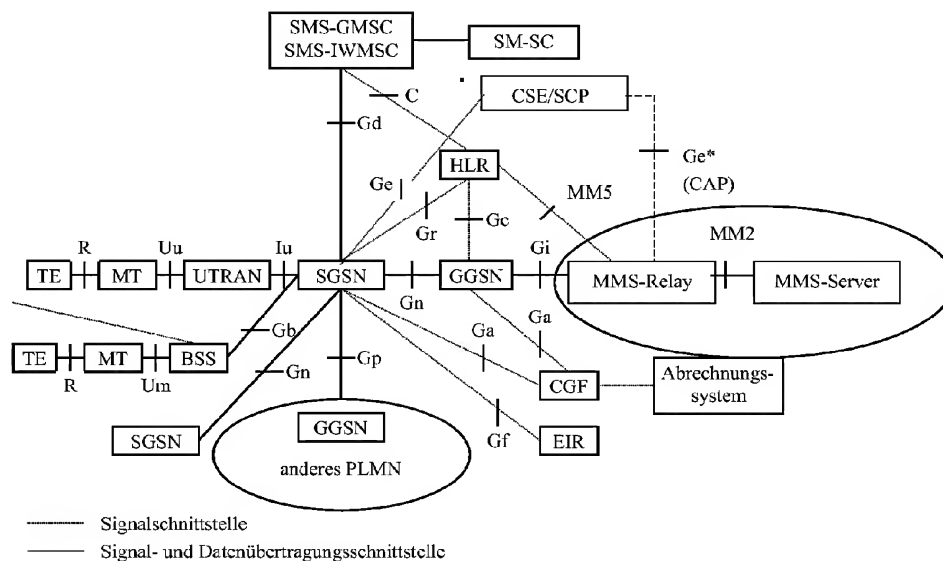 SMS-GMSC
SMS-IWMSC
SM-SC
CSE/SCP
C
Gd
Ge*
(CAP)
HLR
Ge
MM5
Gr
Gc
MM2
R
Uu
Iu
Gi
TE
MT
UTRAN
SGSN
GGSN
MMS-Relay
MMS-Server
Gn
Gb
Ga
Ga
TE
MT
BSS
R
Um
Gn
Gp
CGF
Abrechnungs-
system
SGSN
GGSN
Gf
EIR
anderes PLMN
Signalschnittstelle
Signal- und Datenübertragungsschnittstelle